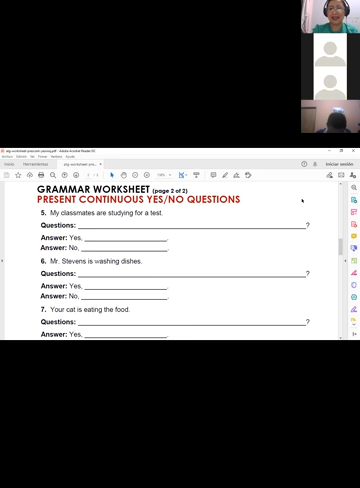 Inicio Herramientas
Iniciar sesión
GRAMMAR WORKSHEET (page 2 of 2)
PRESENT CONTINUOUS YES/NO QUESTIONS
5. My classmates are studying for a test.
Questions: ?
Answer: Yes, .
Answer: No, .
6. Mr. Stevens is washing dishes.
Questions: ?
Answer: Yes, .
Answer: No, .
7. Your cat is eating the food.
Questions: ?
Answer: Yes, .